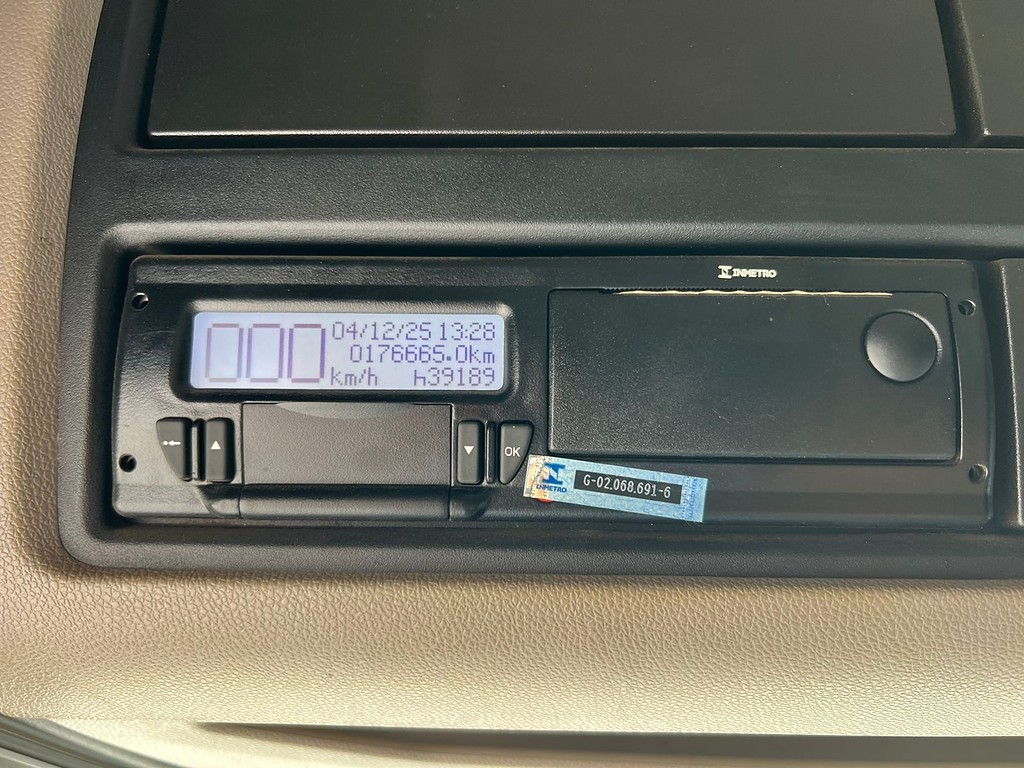 INMETRO
000
04/12/25 13:28
0176665.0km
km/h h39189
OK
INMETRO
G-02.068.691-6